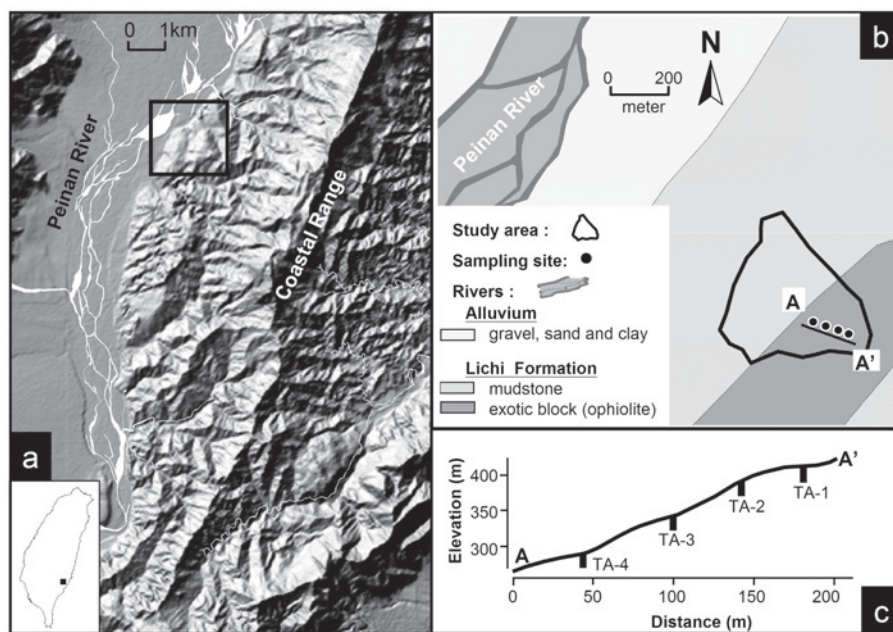 0 1km
Peinan River
Coastal Range
a
b
N
0 200
meter
Peinan River
Study area :
Sampling site:
Rivers :
Alluvium
gravel, sand and clay
Lichi Formation
mudstone
exotic block (ophiolite)
A
A’
c
Elevation (m)
400
350
300
A
A’
TA-4
TA-3
TA-2
TA-1
0 50 100 150 200
Distance (m)